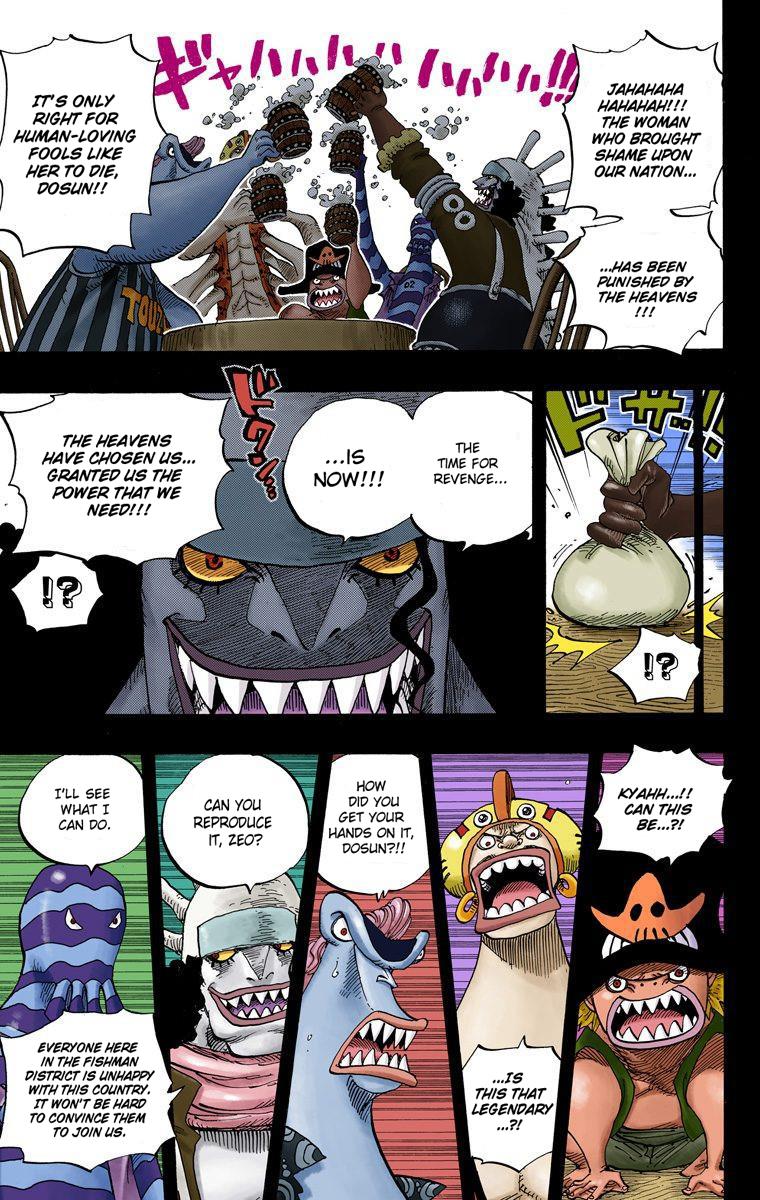 ギャハハハハ ハハハハ!!!
JAHAHAHA
HAHAHAH!!!
THE WOMAN
WHO BROUGHT
SHAME UPON
OUR NATION...
...HAS BEEN
PUNISHED BY
THE HEAVENS
!!!
IT'S ONLY
RIGHT FOR
HUMAN-LOVING
FOOLS LIKE
HER TO DIE,
DOSUN!!
TOUZ
02
ドサッ!!
!?
THE
TIME FOR
REVENGE...
...IS
NOW!!!
ドクン
THE HEAVENS
HAVE CHOSEN US...
GRANTED US THE
POWER THAT WE
NEED!!!
!?
KYAHH...!!
CAN THIS
BE...?!
...IS
THIS THAT
LEGENDARY
...?!
HOW
DID YOU
GET YOUR
HANDS ON IT,
DOSUN?!!
CAN YOU
REPRODUCE
IT, ZEO?
I'LL SEE
WHAT I
CAN DO.
EVERYONE HERE
IN THE FISHMAN
DISTRICT IS UNHAPPY
WITH THIS COUNTRY.
IT WON'T BE HARD
TO CONVINCE THEM
TO JOIN US.